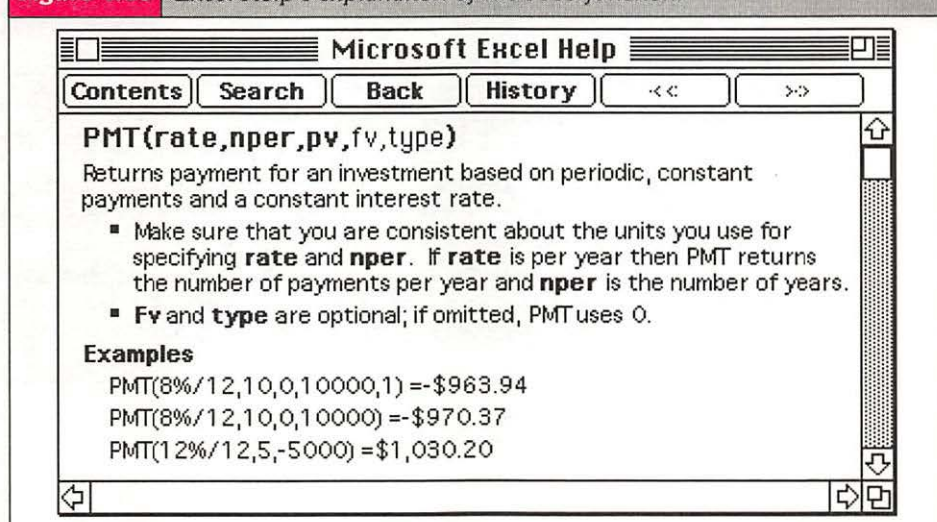 Microsoft Excel Help
Contents Search Back History << >>
PMT(rate,nper,pv,fv,type)
Returns payment for an investment based on periodic, constant
payments and a constant interest rate.
▪ Make sure that you are consistent about the units you use for
specifying rate and nper. If rate is per year then PMT returns
the number of payments per year and nper is the number of years.
▪ Fv and type are optional; if omitted, PMT uses 0.
Examples
PMT(8%/12,10,0,10000,1) =-$963.94
PMT(8%/12,10,0,10000) =-$970.37
PMT(12%/12,5,-5000) =$1,030.20